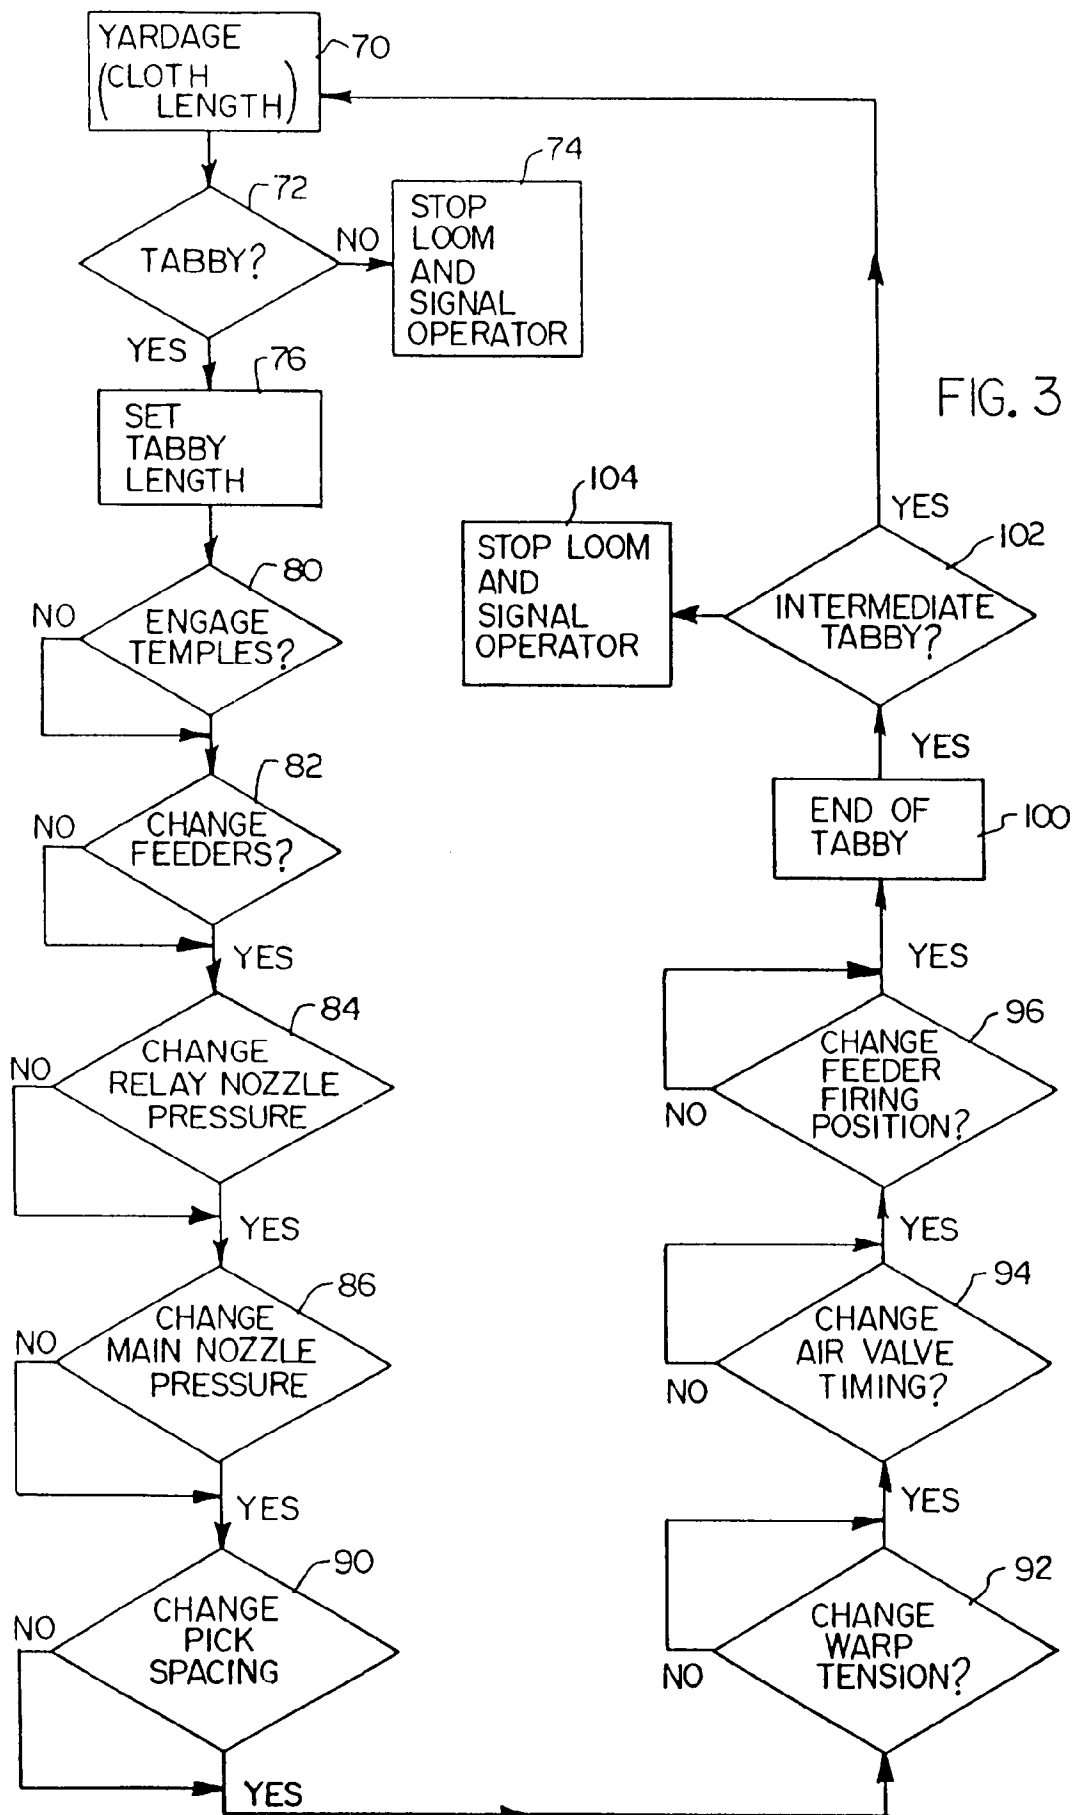 YARDAGE
(CLOTH
LENGTH)
70
72
TABBY?
NO
74
STOP
LOOM
AND
SIGNAL
OPERATOR
YES
76
SET
TABBY
LENGTH
80
NO
ENGAGE
TEMPLES?
82
NO
CHANGE
FEEDERS?
YES
84
NO
CHANGE
RELAY NOZZLE
PRESSURE
YES
86
NO
CHANGE
MAIN NOZZLE
PRESSURE
YES
90
NO
CHANGE
PICK
SPACING
YES
FIG. 3
104
STOP LOOM
AND
SIGNAL
OPERATOR
YES
102
INTERMEDIATE
TABBY?
YES
END OF
TABBY
100
YES
96
CHANGE
FEEDER
FIRING
POSITION?
NO
YES
94
CHANGE
AIR VALVE
TIMING?
NO
YES
92
CHANGE
WARP
TENSION?
NO